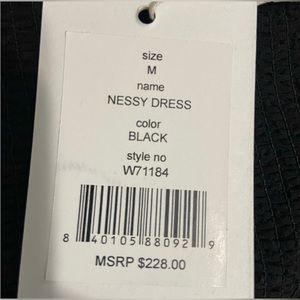 size
M
name
NESSY DRESS
color
BLACK
style no
W71184
8 40105 88092 9
MSRP $228.00